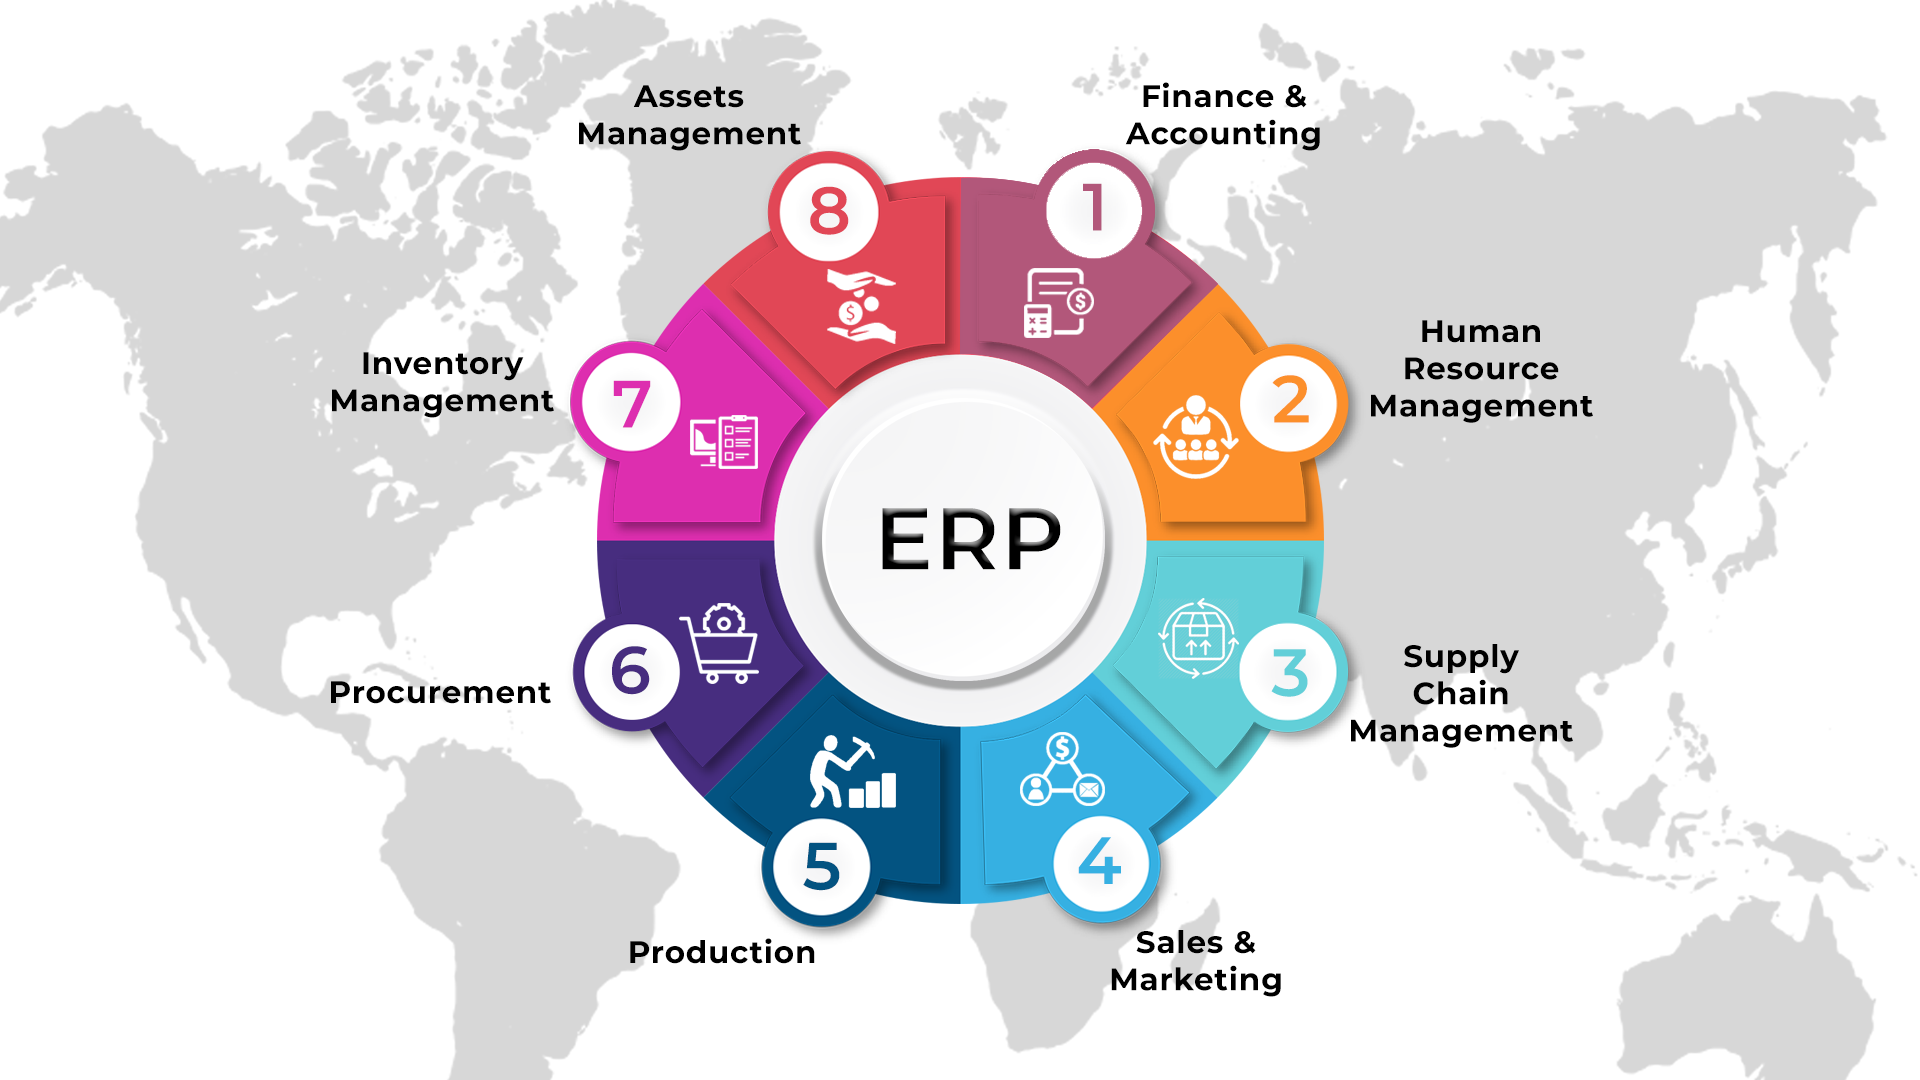 Assets
Management
8
Finance &
Accounting
1
Human
Resource
Management
2
Supply
Chain
Management
3
Sales &
Marketing
4
Production
5
Procurement
6
Inventory
Management
7
ERP
$
$
$